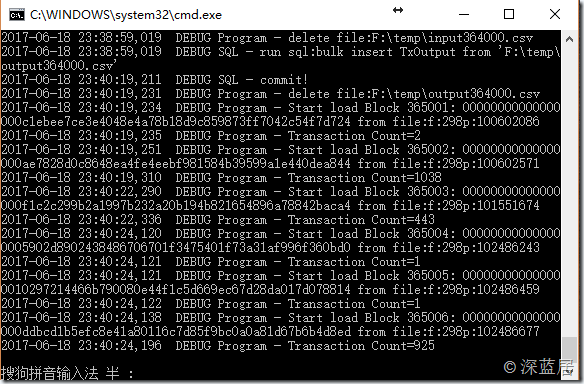 C:\WINDOWS\system32\cmd.exe
2017-06-18 23:38:59,019 DEBUG Program - delete file:F:\temp\input364000.csv
2017-06-18 23:38:59,019 DEBUG SQL - run sql:bulk insert TxOutput from 'F:\temp\
output364000.csv'
2017-06-18 23:40:19,211 DEBUG SQL - commit!
2017-06-18 23:40:19,231 DEBUG Program - delete file:F:\temp\output364000.csv
2017-06-18 23:40:19,234 DEBUG Program - Start load Block 365001: 00000000000000
000c1ebee7ce3e4048e4a78b18d9c859873ff7042c54f7d724 from file:f:298p:100602086
2017-06-18 23:40:19,235 DEBUG Program - Transaction Count=2
2017-06-18 23:40:19,251 DEBUG Program - Start load Block 365002: 00000000000000
000ae7828d0c8648ea4fe4eebf981584b39599a1e440dea844 from file:f:298p:100602571
2017-06-18 23:40:19,310 DEBUG Program - Transaction Count=1038
2017-06-18 23:40:22,290 DEBUG Program - Start load Block 365003: 00000000000000
000f1c2c299b2a1997b232a20b194b821654896a78842baca4 from file:f:298p:101551674
2017-06-18 23:40:22,336 DEBUG Program - Transaction Count=443
2017-06-18 23:40:24,120 DEBUG Program - Start load Block 365004: 00000000000000
0005902d8902438486706701f3475401f73a31af996f360bd0 from file:f:298p:102486243
2017-06-18 23:40:24,121 DEBUG Program - Transaction Count=1
2017-06-18 23:40:24,121 DEBUG Program - Start load Block 365005: 00000000000000
0010297214466b790080e44f1c5d669ec67d28da017d078414 from file:f:298p:102486459
2017-06-18 23:40:24,122 DEBUG Program - Transaction Count=1
2017-06-18 23:40:24,138 DEBUG Program - Start load Block 365006: 00000000000000
000ddbcd1b5efc8e41a80116c7d85f9bc0a0a81d67b6b4d8ed from file:f:298p:102486677
2017-06-18 23:40:24,196 DEBUG Program - Transaction Count=925
搜狗拼音输入法 半 :
© 深蓝居